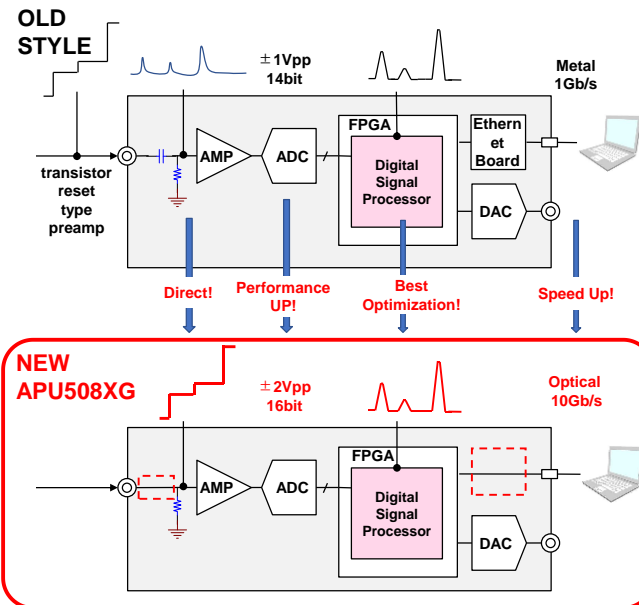 OLD
STYLE
±1Vpp
14bit
Metal
1Gb/s
FPGA
Ethern
et
Board
AMP
ADC
Digital
Signal
Processor
DAC
transistor
reset
type
preamp
Direct!
Performance
UP!
Best
Optimization!
Speed Up!
NEW
APU508XG
±2Vpp
16bit
Optical
10Gb/s
FPGA
AMP
ADC
Digital
Signal
Processor
DAC